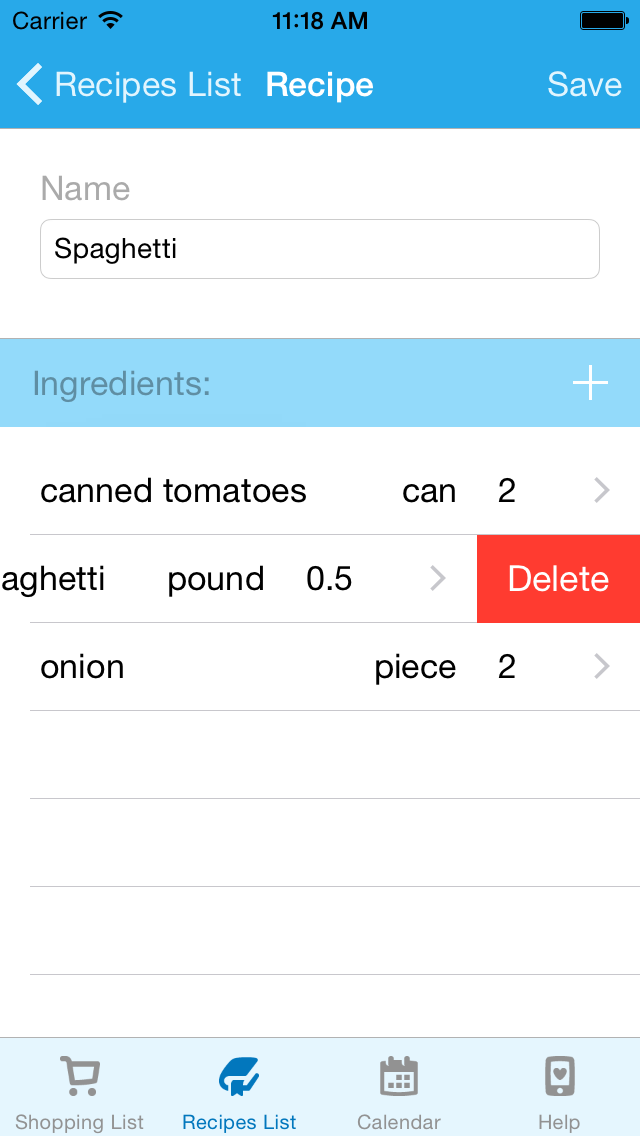 Carrier 11:18 AM
Recipes List Recipe Save
Name
Spaghetti
Ingredients:
canned tomatoes can 2
aghetti pound 0.5 Delete
onion piece 2
Shopping List Recipes List Calendar Help